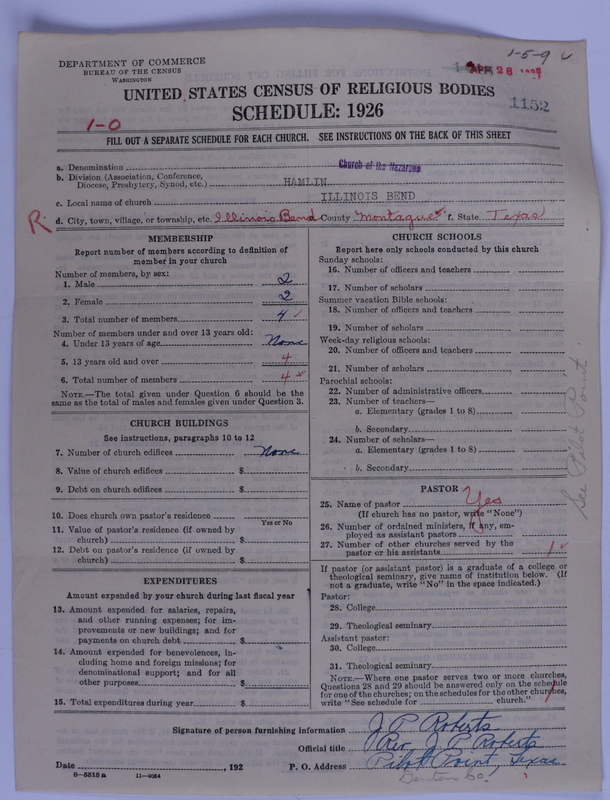 1-5-9
DEPARTMENT OF COMMERCE
BUREAU OF THE CENSUS
WASHINGTON
APR 28
UNITED STATES CENSUS OF RELIGIOUS BODIES
SCHEDULE: 1926
1152
1-0
FILL OUT A SEPARATE SCHEDULE FOR EACH CHURCH. SEE INSTRUCTIONS ON THE BACK OF THIS SHEET
a. Denomination Church of the Nazarene
b. Division (Association, Conference,
Diocese, Presbytery, Synod, etc.) HAMLIN
c. Local name of church ILLINOIS BEND
R. d. City, town, village, or township, etc. Illinois Bend County Montague f. State Texas
MEMBERSHIP
Report number of members according to definition of
member in your church
Number of members, by sex:
1. Male 2
2. Female 2
3. Total number of members 4
Number of members under and over 13 years old:
4. Under 13 years of age None
5. 13 years old and over 4
6. Total number of members 4
NOTE.—The total given under Question 6 should be
same as the total of males and females given under Question 3.
CHURCH BUILDINGS
See instructions, paragraphs 10 to 12
7. Number of church edifices None
8. Value of church edifices $
9. Debt on church edifices $
10. Does church own pastor's residence
Yes or No
11. Value of pastor's residence (if owned by
church) $
12. Debt on pastor's residence (if owned by
church) $
EXPENDITURES
Amount expended by your church during last fiscal year
13. Amount expended for salaries, repairs,
and other running expenses; for im-
provements or new buildings; and for
payments on church debt $
14. Amount expended for benevolences, in-
cluding home and foreign missions; for
denominational support; and for all
other purposes $
15. Total expenditures during year $
CHURCH SCHOOLS
Report here only schools conducted by this church
Sunday schools:
16. Number of officers and teachers
17. Number of scholars
Summer vacation Bible schools:
18. Number of officers and teachers
19. Number of scholars
Week-day religious schools:
20. Number of officers and teachers
21. Number of scholars
Parochial schools:
22. Number of administrative officers
23. Number of teachers—
a. Elementary (grades 1 to 8)
b. Secondary
24. Number of scholars—
a. Elementary (grades 1 to 8)
b. Secondary
See Pilot Point
PASTOR
25. Name of pastor Yes
(If church has no pastor, write "None")
26. Number of ordained ministers, if any, em-
ployed as assistant pastors
27. Number of other churches served by the
pastor or his assistants 1
If pastor (or assistant pastor) is a graduate of a college or
theological seminary, give name of institution below. (If
not a graduate, write "No" in the space indicated.)
Pastor:
28. College
29. Theological seminary
Assistant pastor:
30. College
31. Theological seminary
NOTE.—Where one pastor serves two or more churches,
Questions 28 and 29 should be answered only on the schedule
for one of the churches; on the schedules for the other churches,
write "See schedule for church."
Signature of person furnishing information J P Roberts
Official title Rev. J P Roberts
Date , 192 P. O. Address Pilot Point, Texas
Denton Co.
8—5518 a 11—9064